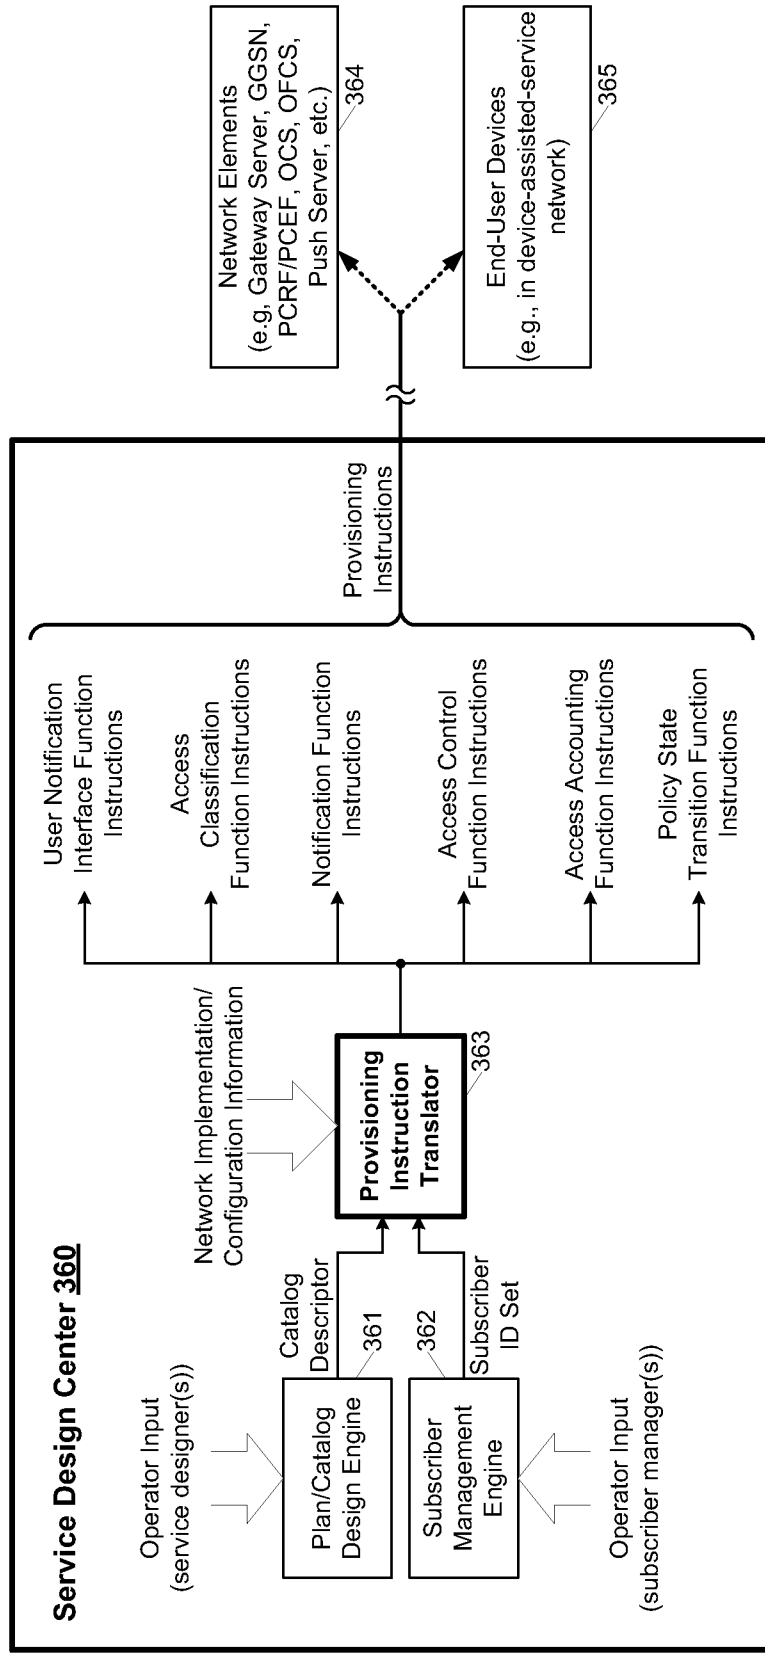 Service Design Center 360
Operator Input
(service designer(s))
Plan/Catalog
Design Engine
361
Catalog
Descriptor
Subscriber
Management
Engine
362
Subscriber
ID Set
Operator Input
(subscriber manager(s))
Network Implementation/
Configuration Information
Provisioning
Instruction
Translator
363
User Notification
Interface Function
Instructions
Access
Classification
Function Instructions
Notification Function
Instructions
Access Control
Function Instructions
Access Accounting
Function Instructions
Policy State
Transition Function
Instructions
Provisioning
Instructions
Network Elements
(e.g, Gateway Server, GGSN,
PCRF/PCEF, OCS, OFCS,
Push Server, etc.)
364
End-User Devices
(e.g., in device-assisted-service
network)
365